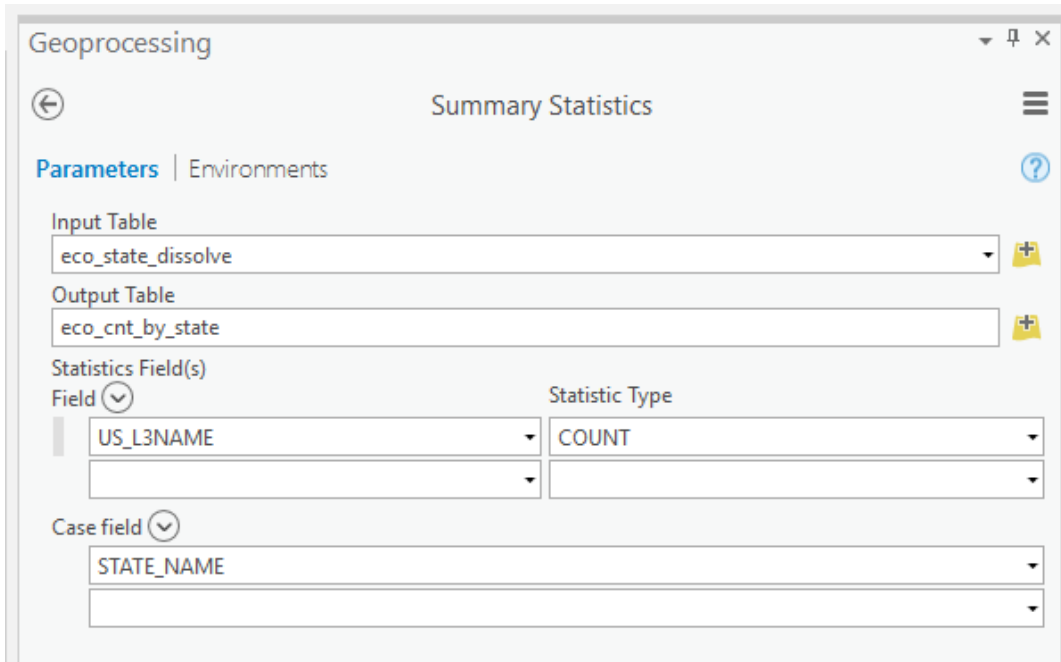 Geoprocessing
Summary Statistics
Parameters | Environments
Input Table
eco_state_dissolve
Output Table
eco_cnt_by_state
Statistics Field(s)
Field Statistic Type
US_L3NAME COUNT
Case field
STATE_NAME